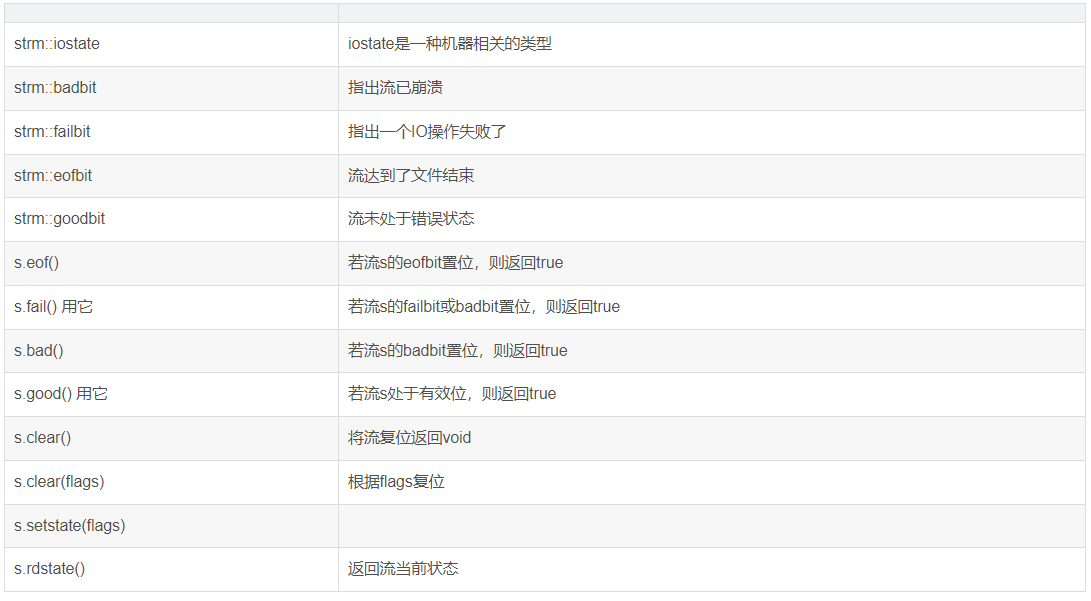 strm::iostate iostate是一种机器相关的类型
strm::badbit 指出流已崩溃
strm::failbit 指出一个IO操作失败了
strm::eofbit 流达到了文件结束
strm::goodbit 流未处于错误状态
s.eof() 若流s的eofbit置位，则返回true
s.fail() 用它 若流s的failbit或badbit置位，则返回true
s.bad() 若流s的badbit置位，则返回true
s.good() 用它 若流s处于有效位，则返回true
s.clear() 将流复位返回void
s.clear(flags) 根据flags复位
s.setstate(flags)
s.rdstate() 返回流当前状态